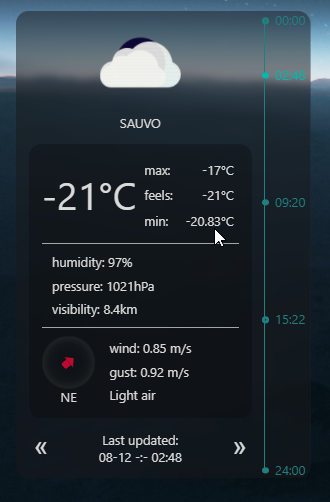 00:00
02:48
SAUVO
-21°C
max: -17°C
feels: -21°C
min: -20.83°C
09:20
humidity: 97%
pressure: 1021hPa
visibility: 8.4km
15:22
wind: 0.85 m/s
gust: 0.92 m/s
Light air
NE
« Last updated: »
08-12 -:- 02:48
24:00